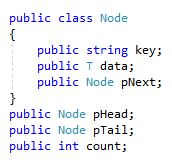 public class Node
{
public string key;
public T data;
public Node pNext;
}
public Node pHead;
public Node pTail;
public int count;